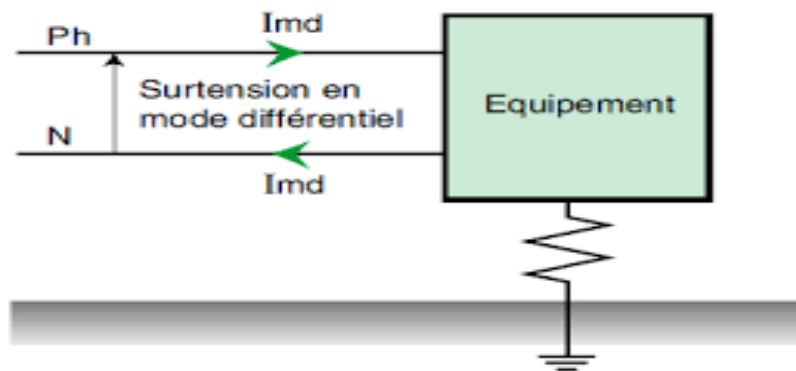 Imd
Ph
Surtension en
mode différentiel
Equipement
N
Imd